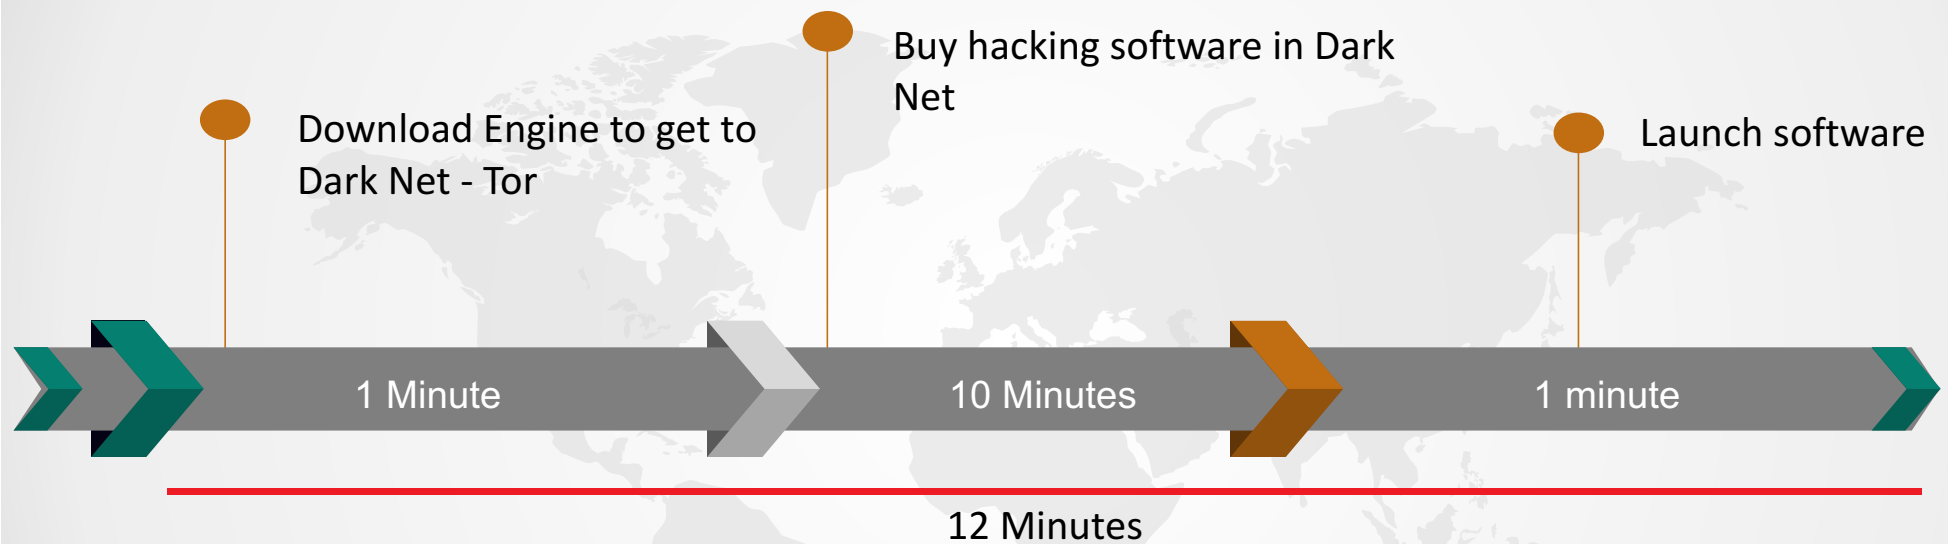 Download Engine to get to
Dark Net - Tor
Buy hacking software in Dark
Net
Launch software
1 Minute
10 Minutes
1 minute
12 Minutes